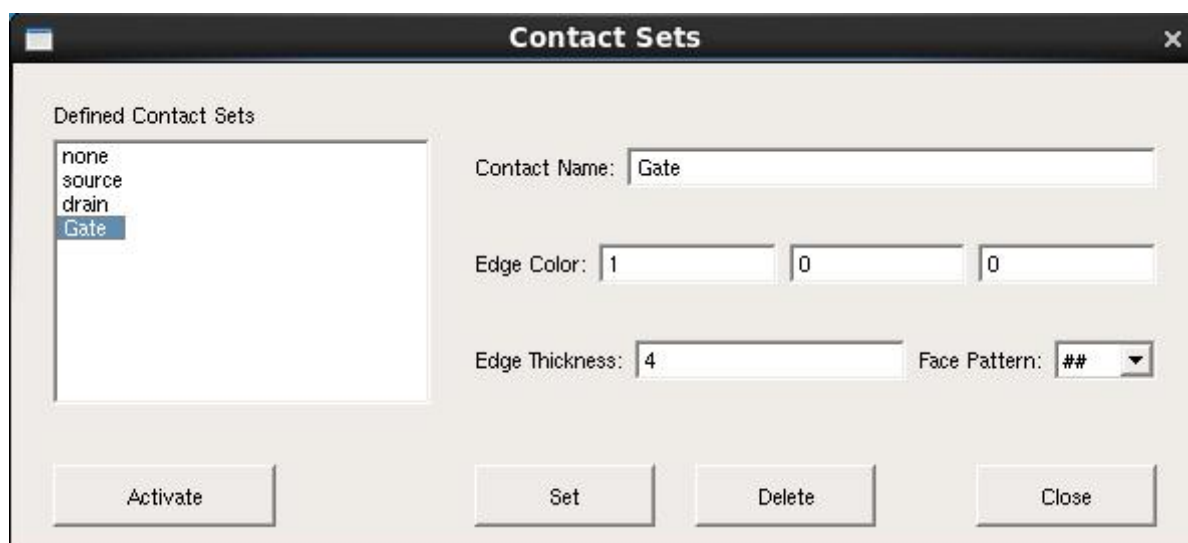 Contact Sets
Defined Contact Sets
none
source
drain
Gate
Contact Name: Gate
Edge Color: 1 0 0
Edge Thickness: 4 Face Pattern: ##
Activate Set Delete Close